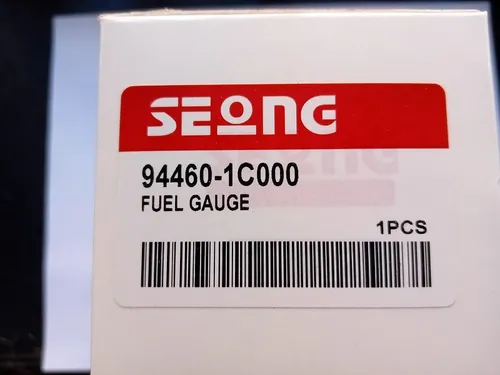 SEONG
94460-1C000
FUEL GAUGE
1PCS